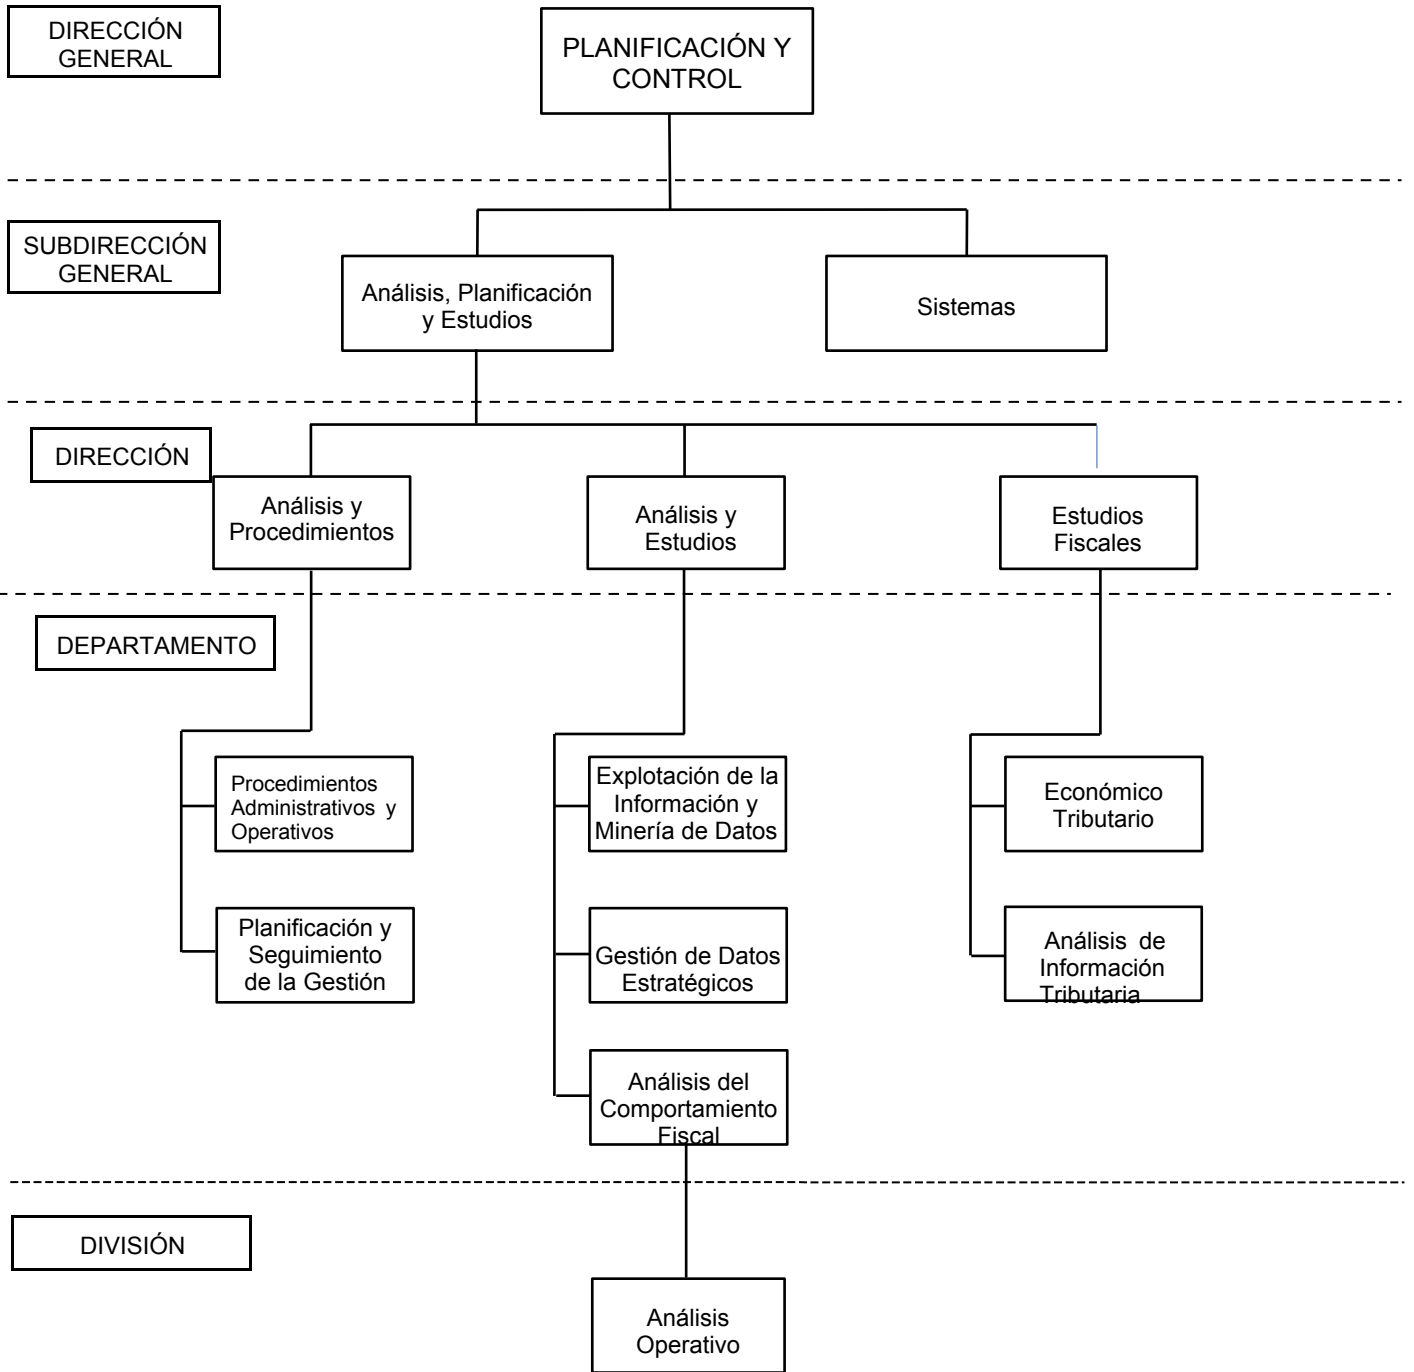 DIRECCIÓN
GENERAL
PLANIFICACIÓN Y
CONTROL
SUBDIRECCIÓN
GENERAL
Análisis, Planificación
y Estudios
Sistemas
DIRECCIÓN
Análisis y
Procedimientos
Análisis y
Estudios
Estudios
Fiscales
DEPARTAMENTO
Procedimientos
Administrativos y
Operativos
Explotación de la
Información y
Minería de Datos
Económico
Tributario
Planificación y
Seguimiento
de la Gestión
Gestión de Datos
Estratégicos
Análisis de
Información
Tributaria
Análisis del
Comportamiento
Fiscal
DIVISIÓN
Análisis
Operativo